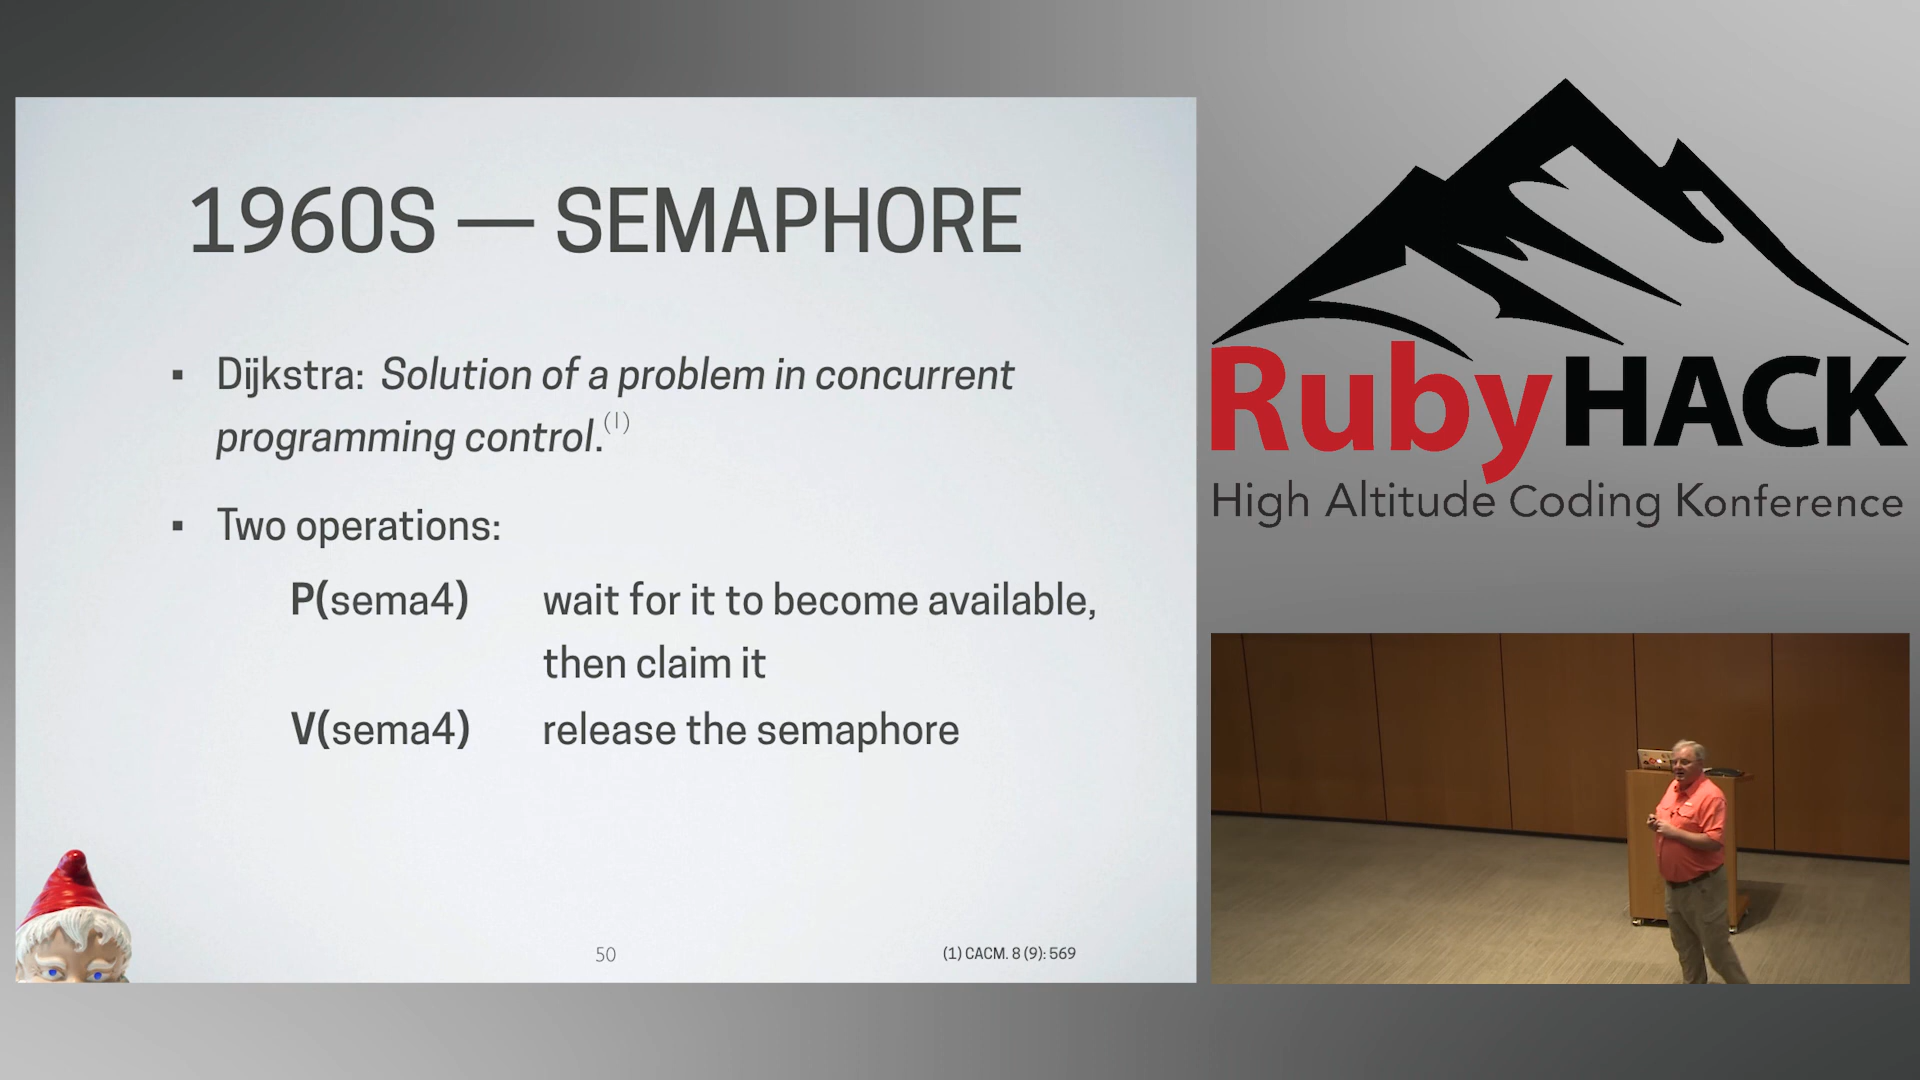 1960S — SEMAPHORE
▪ Dijkstra: Solution of a problem in concurrent
programming control.(1)
▪ Two operations:
P(sema4) wait for it to become available,
then claim it
V(sema4) release the semaphore
50
(1) CACM. 8 (9): 569
RubyHACK
High Altitude Coding Konference